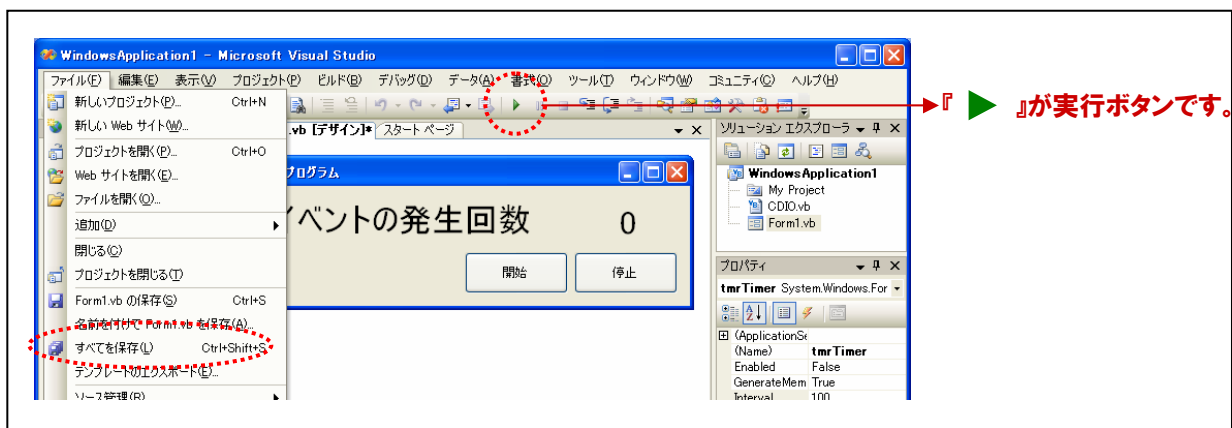 WindowsApplication1 - Microsoft Visual Studio
ファイル(F) 編集(E) 表示(V) プロジェクト(P) ビルド(B) デバッグ(D) データ(A) 書式(O) ツール(T) ウィンドウ(W) コミュニティ(C) ヘルプ(H)
『 ▶ 』が実行ボタンです。
新しいプロジェクト(P)... Ctrl+N
新しい Web サイト(W)...
プロジェクトを開く(P)... Ctrl+O
Web サイトを開く(E)...
ファイルを開く(O)...
追加(D)
閉じる(C)
プロジェクトを閉じる(T)
Form1.vb の保存(S) Ctrl+S
名前を付けて Form1.vb を保存(A)...
すべてを保存(L) Ctrl+Shift+S
テンプレートのエクスポート(E)...
ソース管理(R)
.vb [デザイン]* スタート ページ
プログラム
イベントの発生回数 0
開始 停止
ソリューション エクスプローラ
WindowsApplication1
My Project
CDIO.vb
Form1.vb
プロパティ
tmrTimer System.Windows.For
(ApplicationSe
(Name) tmrTimer
Enabled False
GenerateMem True
Interval 100